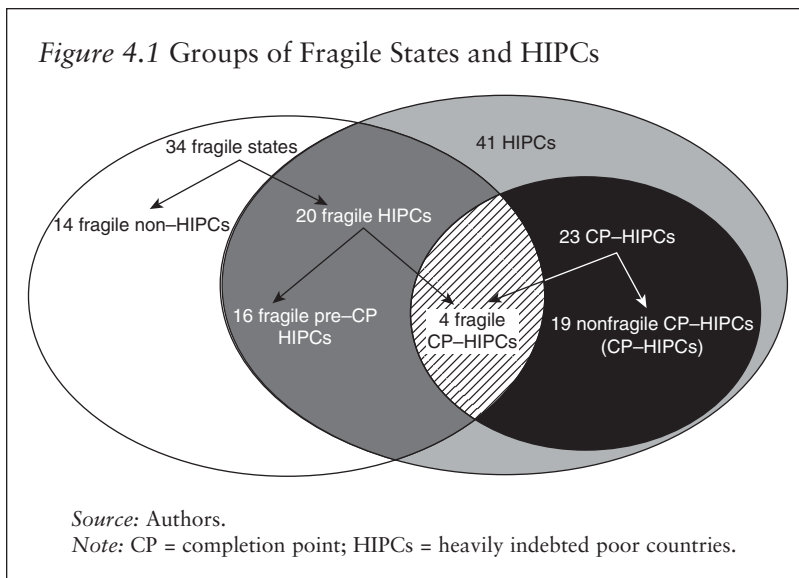 Figure 4.1 Groups of Fragile States and HIPCs
34 fragile states
41 HIPCs
14 fragile non–HIPCs
20 fragile HIPCs
23 CP–HIPCs
16 fragile pre–CP
HIPCs
4 fragile
CP–HIPCs
19 nonfragile CP–HIPCs
(CP–HIPCs)
Source: Authors.
Note: CP = completion point; HIPCs = heavily indebted poor countries.